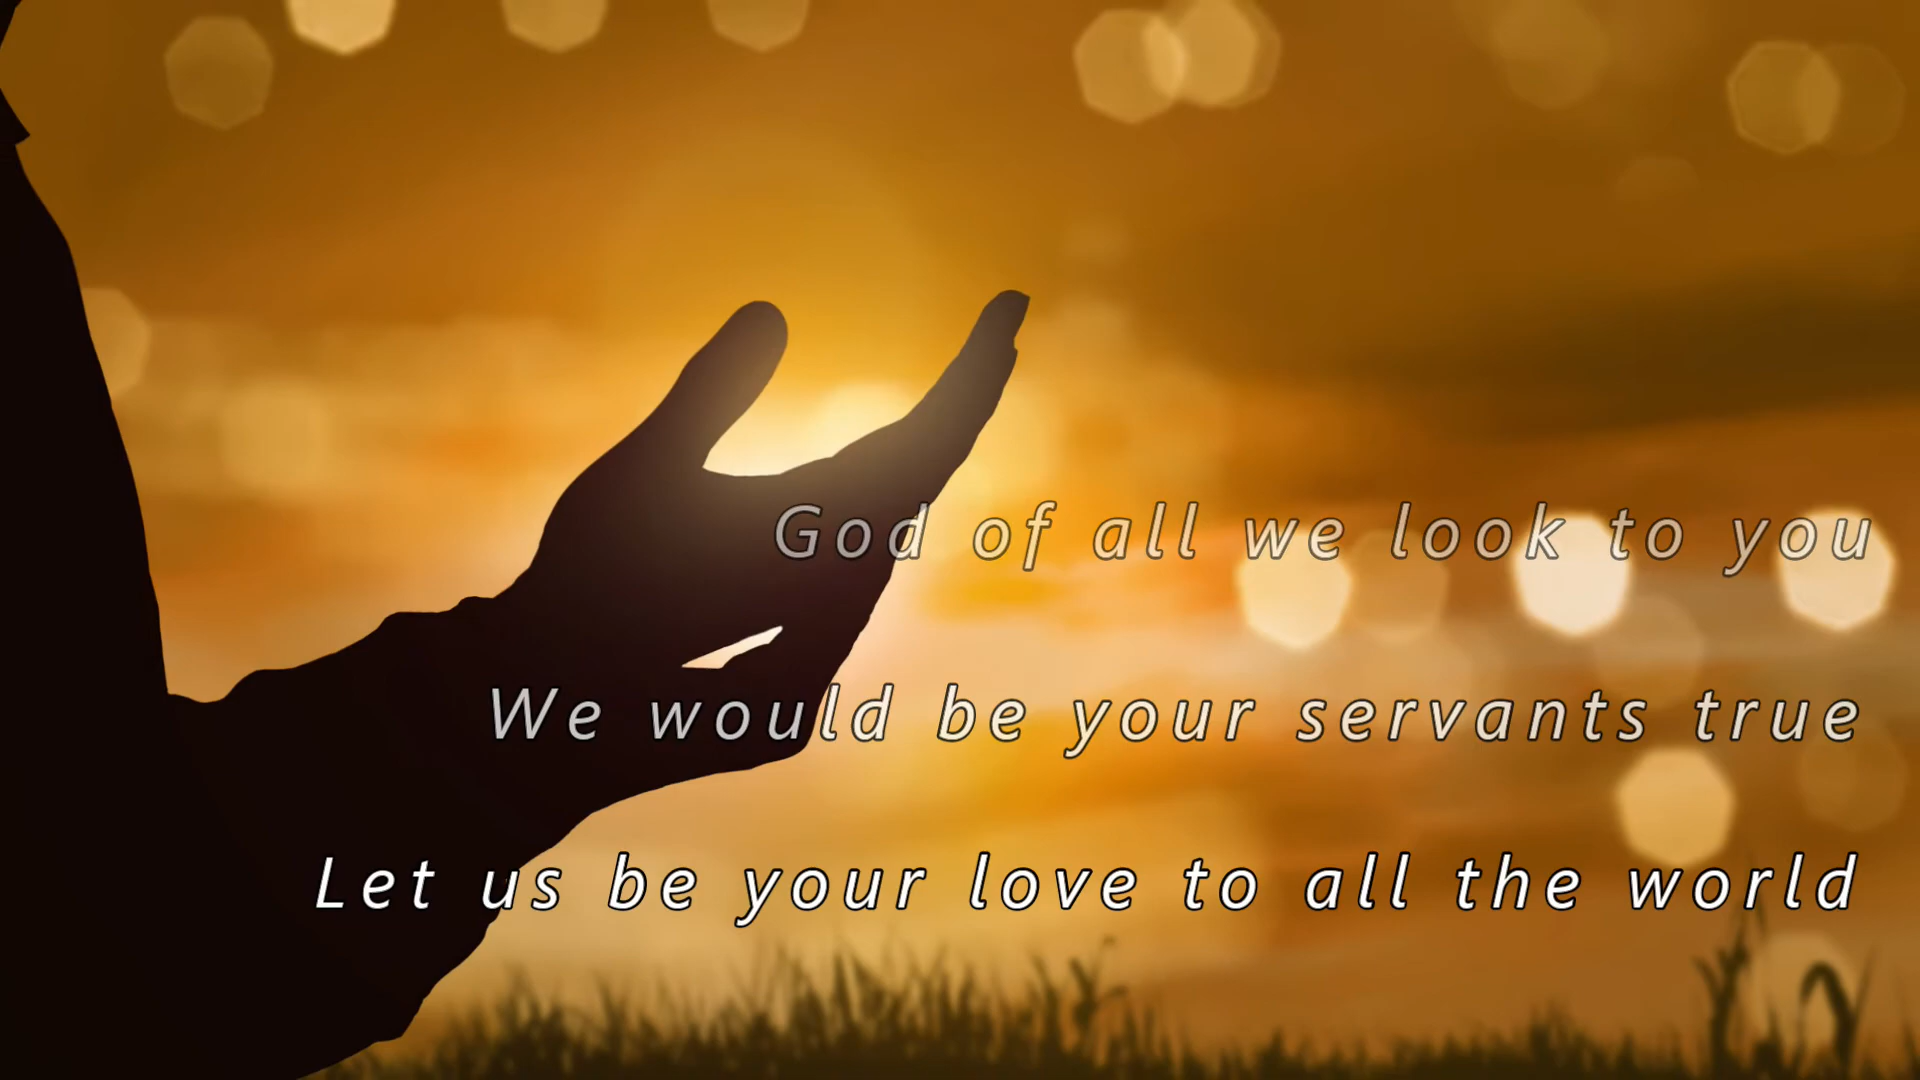 God of all we look to you
We would be your servants true
Let us be your love to all the world